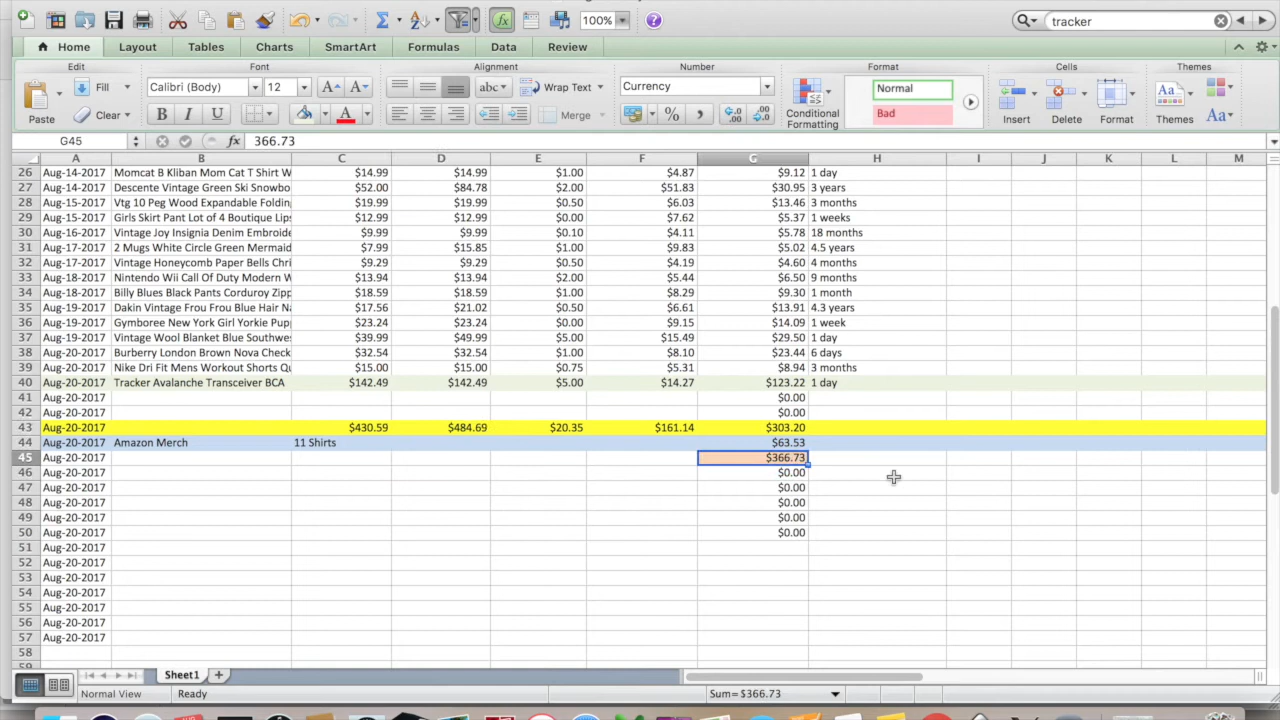 100%
tracker
Home Layout Tables Charts SmartArt Formulas Data Review
Edit Font Alignment Number Format Cells Themes
Fill Calibri (Body) 12 A A abc Wrap Text Currency Normal
Paste Clear B I U A Merge % Conditional Formatting Bad Insert Delete Format Themes Aa
G45 fx 366.73
A B C D E F G H I J K L M
26 Aug-14-2017 Momcat B Kliban Mom Cat T Shirt W $14.99 $14.99 $1.00 $4.87 $9.12 1 day
27 Aug-14-2017 Descente Vintage Green Ski Snowbo $52.00 $84.78 $2.00 $51.83 $30.95 3 years
28 Aug-15-2017 Vtg 10 Peg Wood Expandable Folding $19.99 $19.99 $0.50 $6.03 $13.46 3 months
29 Aug-15-2017 Girls Skirt Pant Lot of 4 Boutique Lips $12.99 $12.99 $0.00 $7.62 $5.37 1 weeks
30 Aug-16-2017 Vintage Joy Insignia Denim Embroide $9.99 $9.99 $0.10 $4.11 $5.78 18 months
31 Aug-17-2017 2 Mugs White Circle Green Mermaid $7.99 $15.85 $1.00 $9.83 $5.02 4.5 years
32 Aug-17-2017 Vintage Honeycomb Paper Bells Chri $9.29 $9.29 $0.50 $4.19 $4.60 4 months
33 Aug-18-2017 Nintendo Wii Call Of Duty Modern W $13.94 $13.94 $2.00 $5.44 $6.50 9 months
34 Aug-18-2017 Billy Blues Black Pants Corduroy Zipp $18.59 $18.59 $1.00 $8.29 $9.30 1 month
35 Aug-19-2017 Dakin Vintage Frou Frou Blue Hair Na $17.56 $21.02 $0.50 $6.61 $13.91 4.3 years
36 Aug-19-2017 Gymboree New York Girl Yorkie Pup $23.24 $23.24 $0.00 $9.15 $14.09 1 week
37 Aug-19-2017 Vintage Wool Blanket Blue Southwes $39.99 $49.99 $5.00 $15.49 $29.50 1 day
38 Aug-20-2017 Burberry London Brown Nova Check $32.54 $32.54 $1.00 $8.10 $23.44 6 days
39 Aug-20-2017 Nike Dri Fit Mens Workout Shorts Qu $15.00 $15.00 $0.75 $5.31 $8.94 3 months
40 Aug-20-2017 Tracker Avalanche Transceiver BCA $142.49 $142.49 $5.00 $14.27 $123.22 1 day
41 Aug-20-2017 $0.00
42 Aug-20-2017 $0.00
43 Aug-20-2017 $430.59 $484.69 $20.35 $161.14 $303.20
44 Aug-20-2017 Amazon Merch 11 Shirts $63.53
45 Aug-20-2017 $366.73
46 Aug-20-2017 $0.00
47 Aug-20-2017 $0.00
48 Aug-20-2017 $0.00
49 Aug-20-2017 $0.00
50 Aug-20-2017 $0.00
51 Aug-20-2017
52 Aug-20-2017
53 Aug-20-2017
54 Aug-20-2017
55 Aug-20-2017
56 Aug-20-2017
57 Aug-20-2017
58
59
Sheet1
Normal View Ready Sum=$366.73